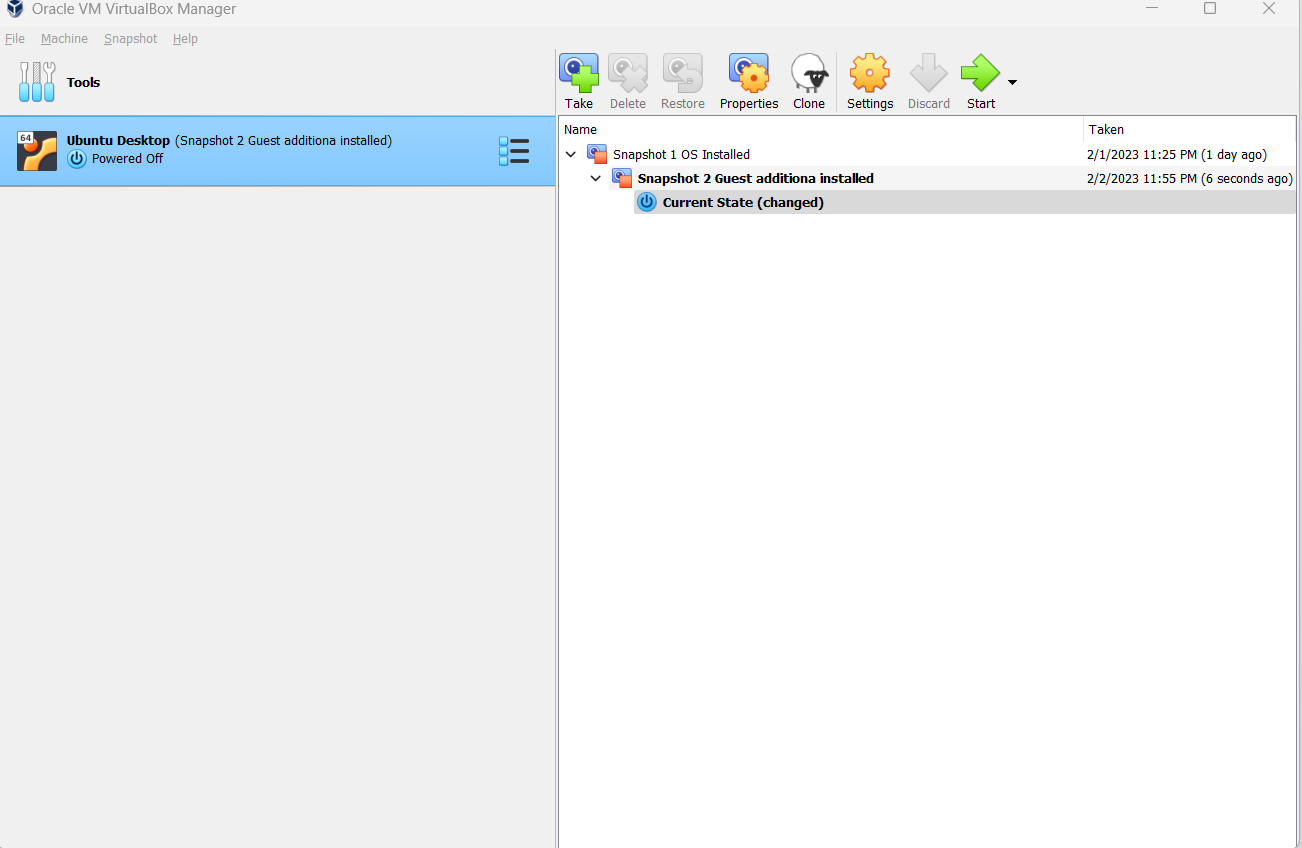 Oracle VM VirtualBox Manager
File Machine Snapshot Help
Tools
Take Delete Restore Properties Clone Settings Discard Start
64
Ubuntu Desktop (Snapshot 2 Guest additiona installed)
Powered Off
Name Taken
Snapshot 1 OS Installed 2/1/2023 11:25 PM (1 day ago)
Snapshot 2 Guest additiona installed 2/2/2023 11:55 PM (6 seconds ago)
Current State (changed)